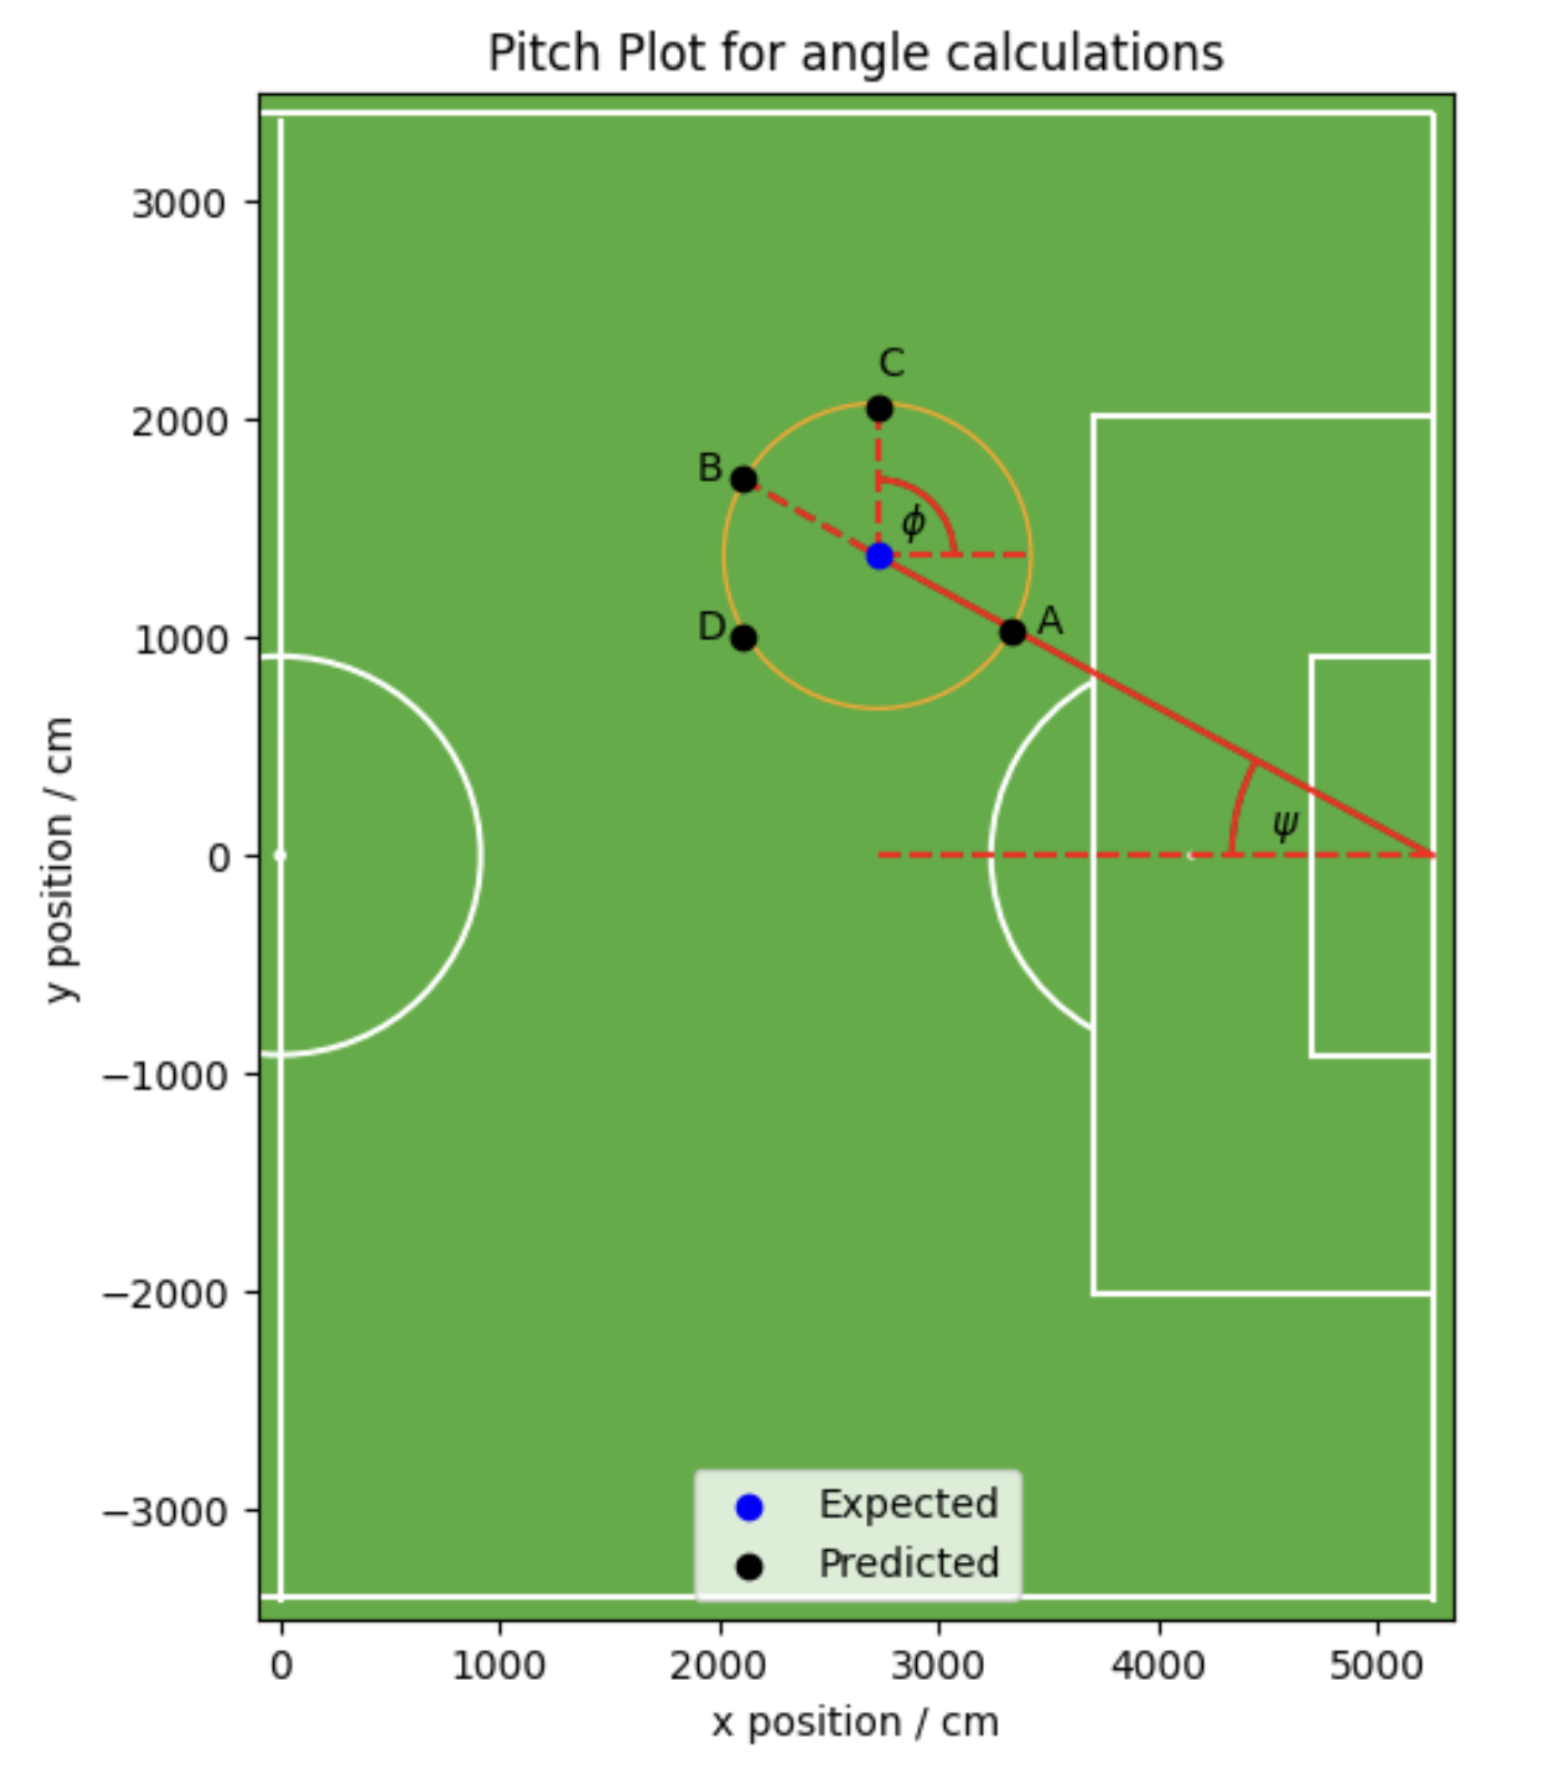 Pitch Plot for angle calculations
3000
2000
1000
0
−1000
−2000
−3000
y position / cm
C
B
ϕ
D
A
ψ
Expected
Predicted
0 1000 2000 3000 4000 5000
x position / cm